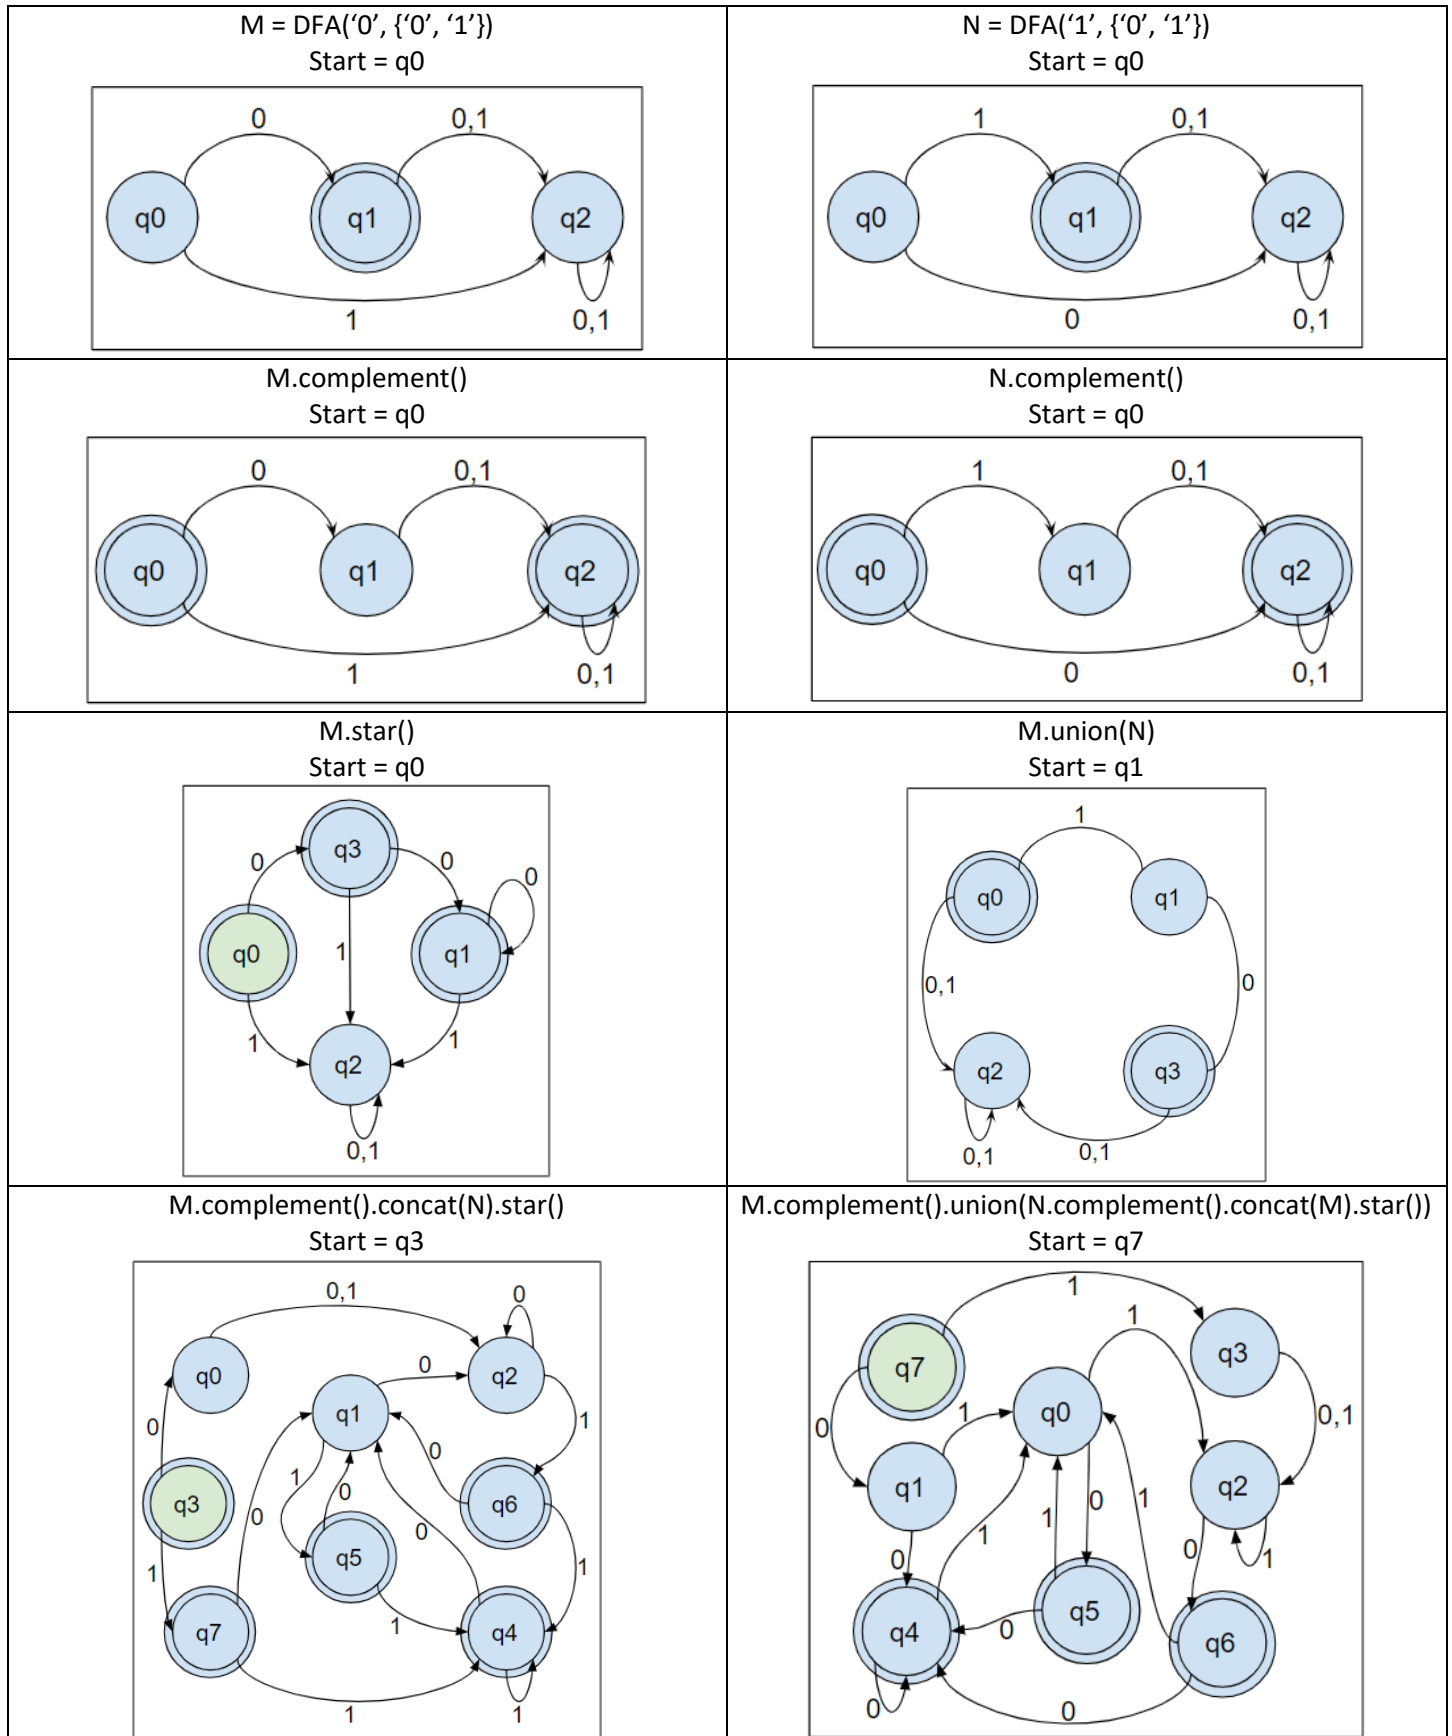 M = DFA(‘0’, {‘0’, ‘1’})
Start = q0
0
0,1
q0
q1
q2
1
0,1
N = DFA(‘1’, {‘0’, ‘1’})
Start = q0
1
0,1
q0
q1
q2
0
0,1
M.complement()
Start = q0
0
0,1
q0
q1
q2
1
0,1
N.complement()
Start = q0
1
0,1
q0
q1
q2
0
0,1
M.star()
Start = q0
q3
0
0
0
q0
1
q1
1
1
q2
0,1
M.union(N)
Start = q1
1
q0
q1
0,1
0
q2
q3
0,1
0,1
M.complement().concat(N).star()
Start = q3
0,1
0
q0
0
q2
q1
0
1
0
q3
1
0
q6
0
0
q5
1
1
q7
1
q4
1
1
M.complement().union(N.complement().concat(M).star())
Start = q7
1
1
q7
q3
0
1
q0
0,1
q1
1
0
1
q2
0
1
0
1
q4
0
q5
q6
0
0